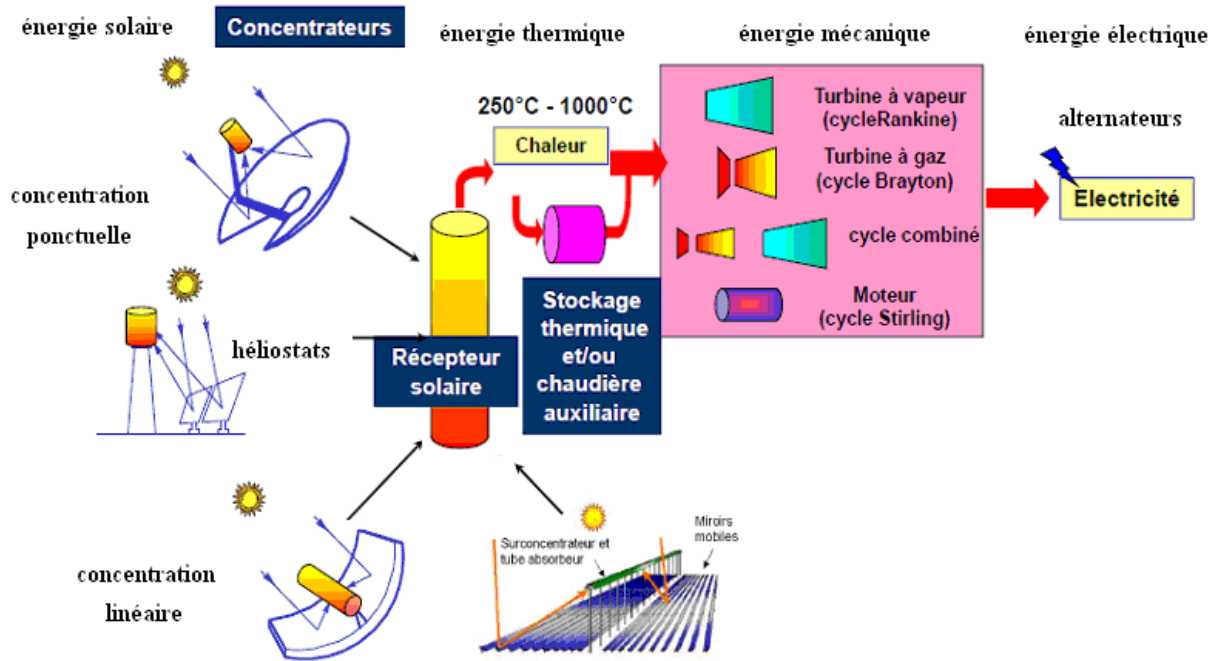 énergie solaire
Concentrateurs
énergie thermique
énergie mécanique
énergie électrique
250°C - 1000°C
Chaleur
Turbine à vapeur
(cycleRankine)
Turbine à gaz
(cycle Brayton)
cycle combiné
Moteur
(cycle Stirling)
alternateurs
Electricité
concentration
ponctuelle
héliostats
Récepteur
solaire
Stockage
thermique
et/ou
chaudière
auxiliaire
concentration
linéaire
Surconcentrateur et
tube absorbeur
Miroirs
mobiles